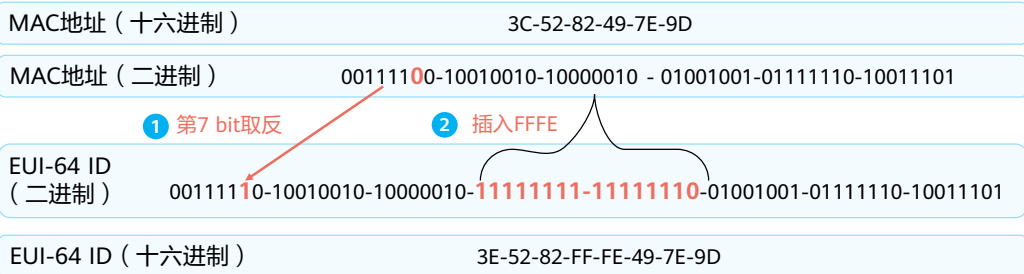 MAC地址（十六进制） 3C-52-82-49-7E-9D
MAC地址（二进制） 00111100-10010010-10000010 - 01001001-01111110-10011101
1 第7 bit取反 2 插入FFFE
EUI-64 ID
（二进制） 00111110-10010010-10000010-11111111-11111110-01001001-01111110-10011101
EUI-64 ID（十六进制） 3E-52-82-FF-FE-49-7E-9D